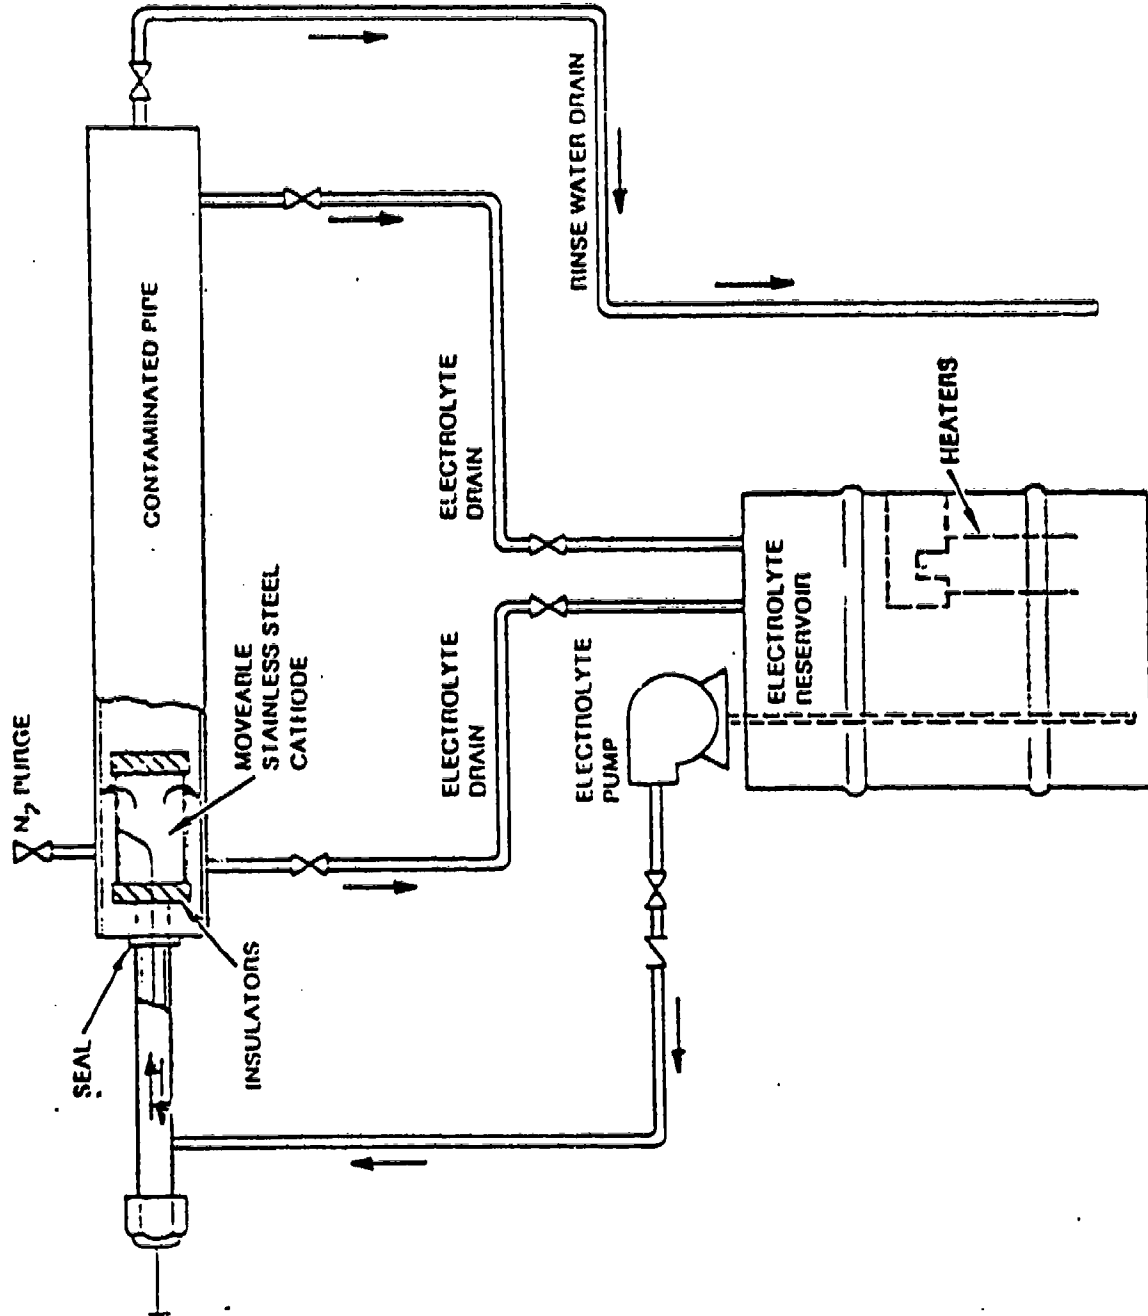 N₂ PURGE
CONTAMINATED PIPE
MOVEABLE
STAINLESS STEEL
CATHODE
SEAL
INSULATORS
ELECTROLYTE
DRAIN
ELECTROLYTE
DRAIN
RINSE WATER DRAIN
ELECTROLYTE
PUMP
ELECTROLYTE
RESERVOIR
HEATERS